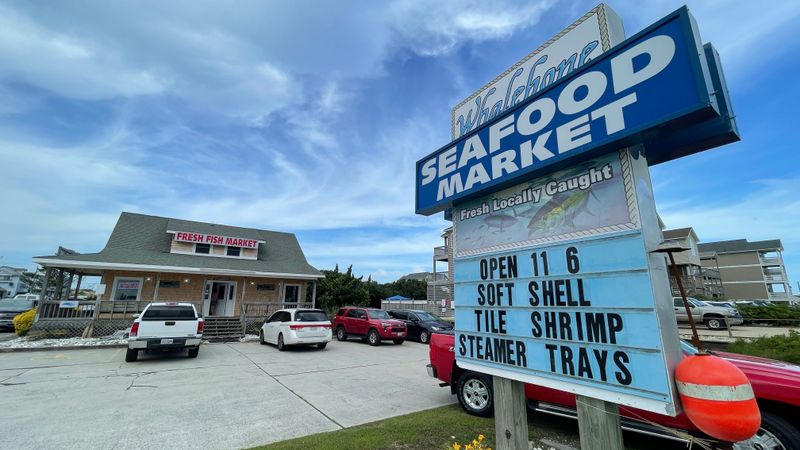 Whalebone
SEAFOOD
MARKET
Fresh Locally Caught
OPEN 11 6
SOFT SHELL
TILE SHRIMP
STEAMER TRAYS
FRESH FISH MARKET